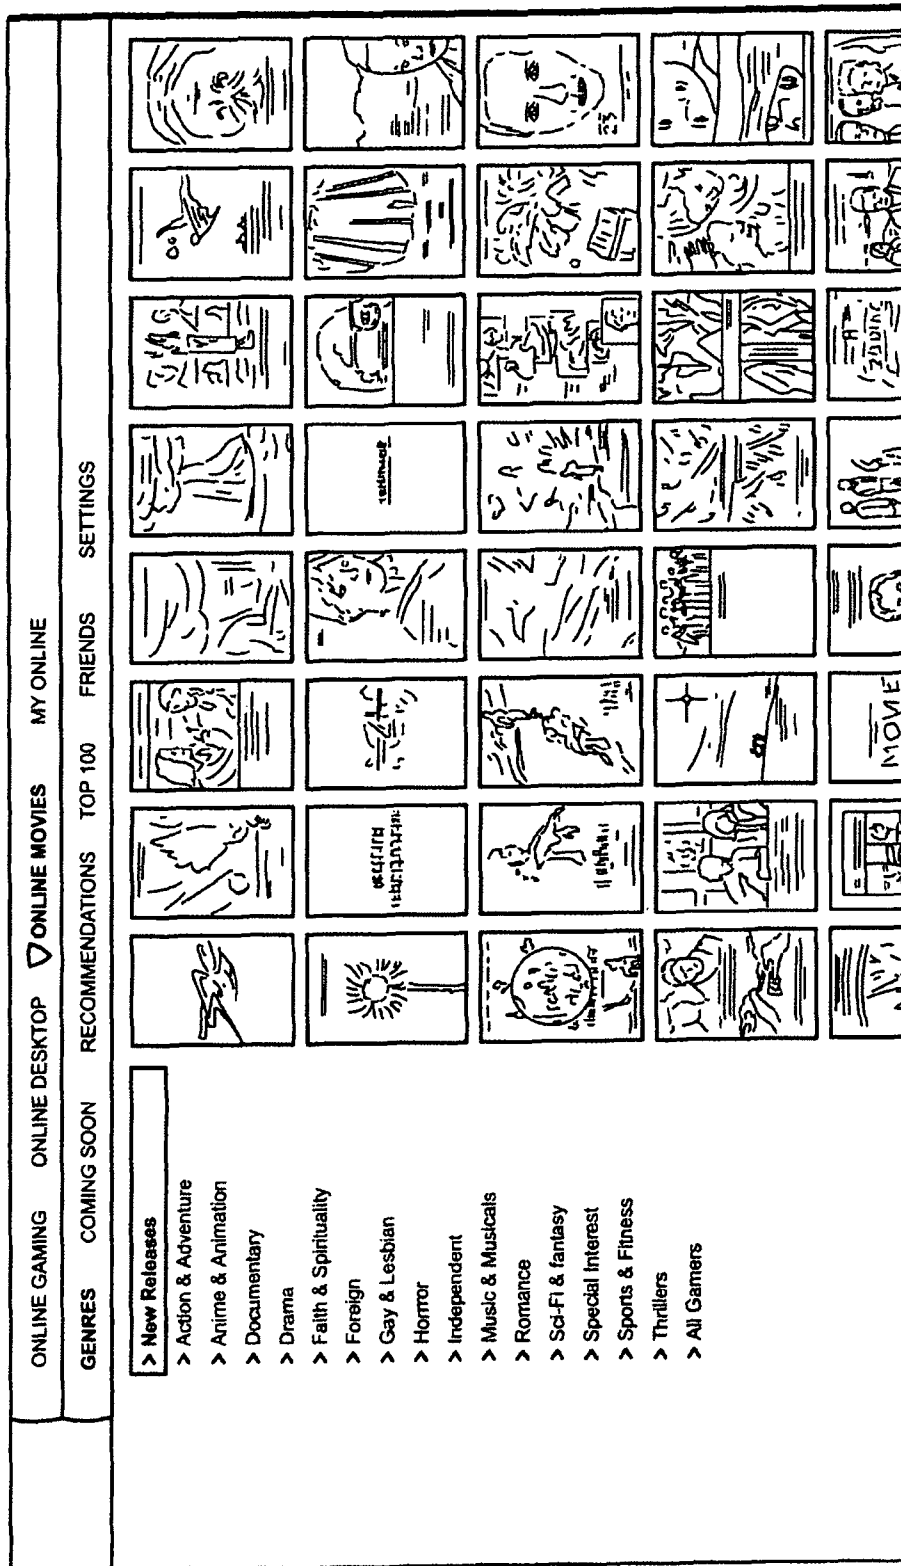 ONLINE GAMING ONLINE DESKTOP ONLINE MOVIES MY ONLINE
GENRES COMING SOON RECOMMENDATIONS TOP 100 FRIENDS SETTINGS
> New Releases
> Action & Adventure
> Anime & Animation
> Documentary
> Drama
> Faith & Spirituality
> Foreign
> Gay & Lesbian
> Horror
> Independent
> Music & Musicals
> Romance
> Sci-Fi & fantasy
> Special Interest
> Sports & Fitness
> Thrillers
> All Gamers
MOVIE